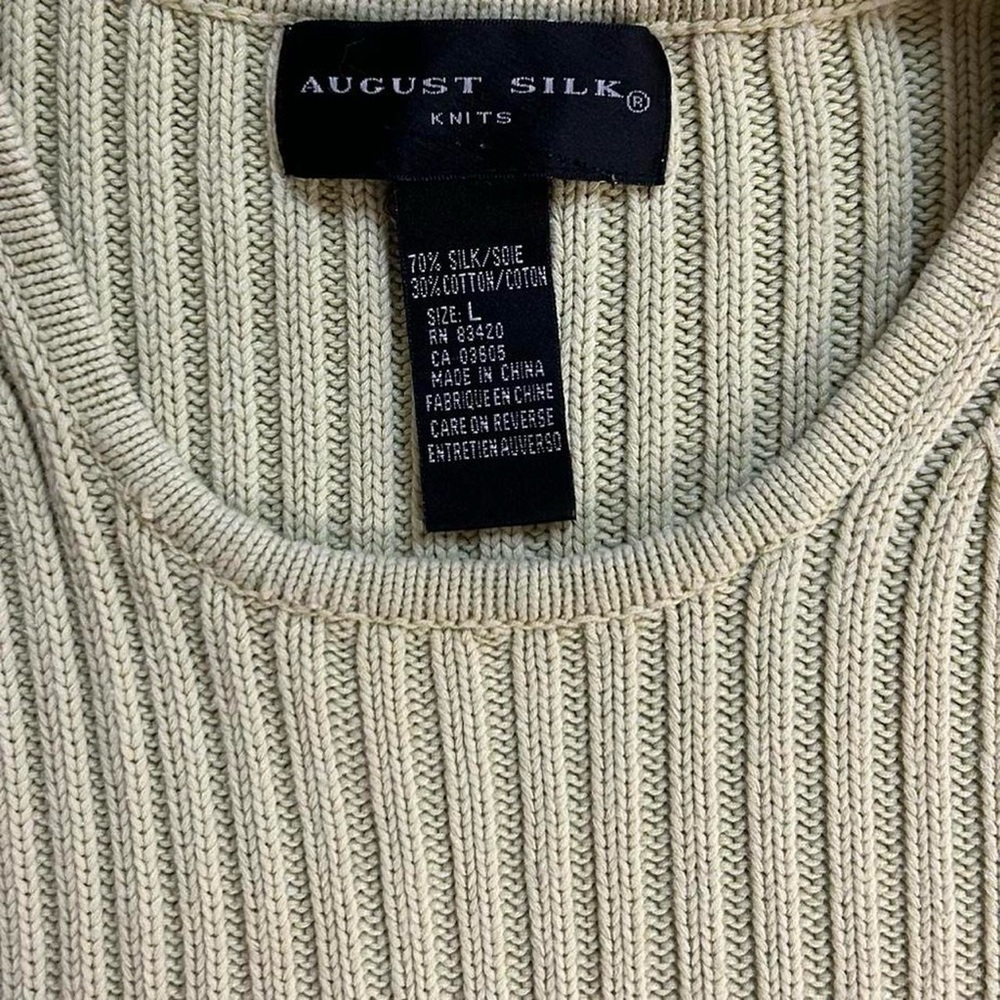 AUGUST SILK®
KNITS
70% SILK/SOIE
30% COTTON/COTON
SIZE: L
RN 83420
CA 03605
MADE IN CHINA
FABRIQUE EN CHINE
CARE ON REVERSE
ENTRETIEN AU VERSO